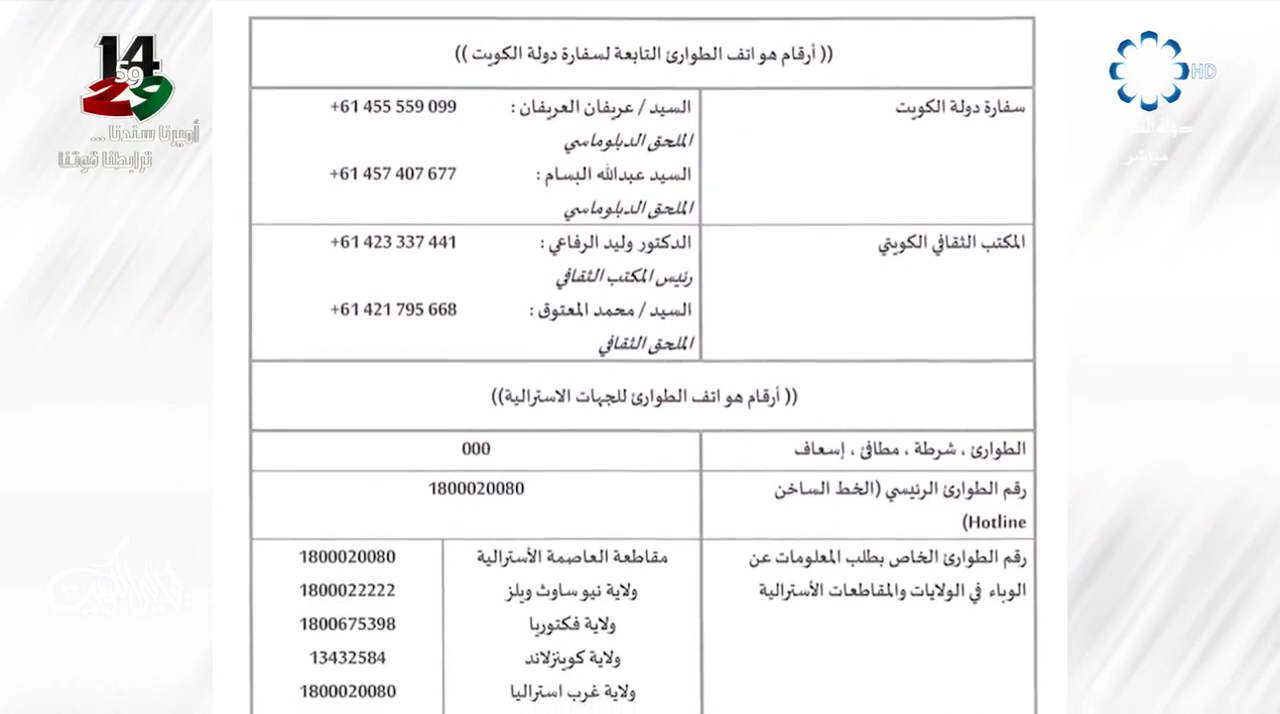 14
59
أميرنا سندنا ...
ترابطنا قوتنا
HD
مباشر
(( أرقام هواتف الطوارئ التابعة لسفارة دولة الكويت ))
سفارة دولة الكويت
السيد / عريفان العريفان : +61 455 559 099
الملحق الدبلوماسي
السيد عبدالله البسام : +61 457 407 677
الملحق الدبلوماسي
المكتب الثقافي الكويتي
الدكتور وليد الرفاعي : +61 423 337 441
رئيس المكتب الثقافي
السيد / محمد المعتوق : +61 421 795 668
الملحق الثقافي
(( أرقام هواتف الطوارئ للجهات الاسترالية))
الطوارئ ، شرطة ، مطافئ ، إسعاف 000
رقم الطوارئ الرئيسي (الخط الساخن 1800020080
Hotline)
رقم الطوارئ الخاص بطلب المعلومات عن
الوباء في الولايات والمقاطعات الأسترالية
مقاطعة العاصمة الأسترالية 1800020080
ولاية نيو ساوث ويلز 1800022222
ولاية فكتوريا 1800675398
ولاية كوينزلاند 13432584
ولاية غرب استراليا 1800020080